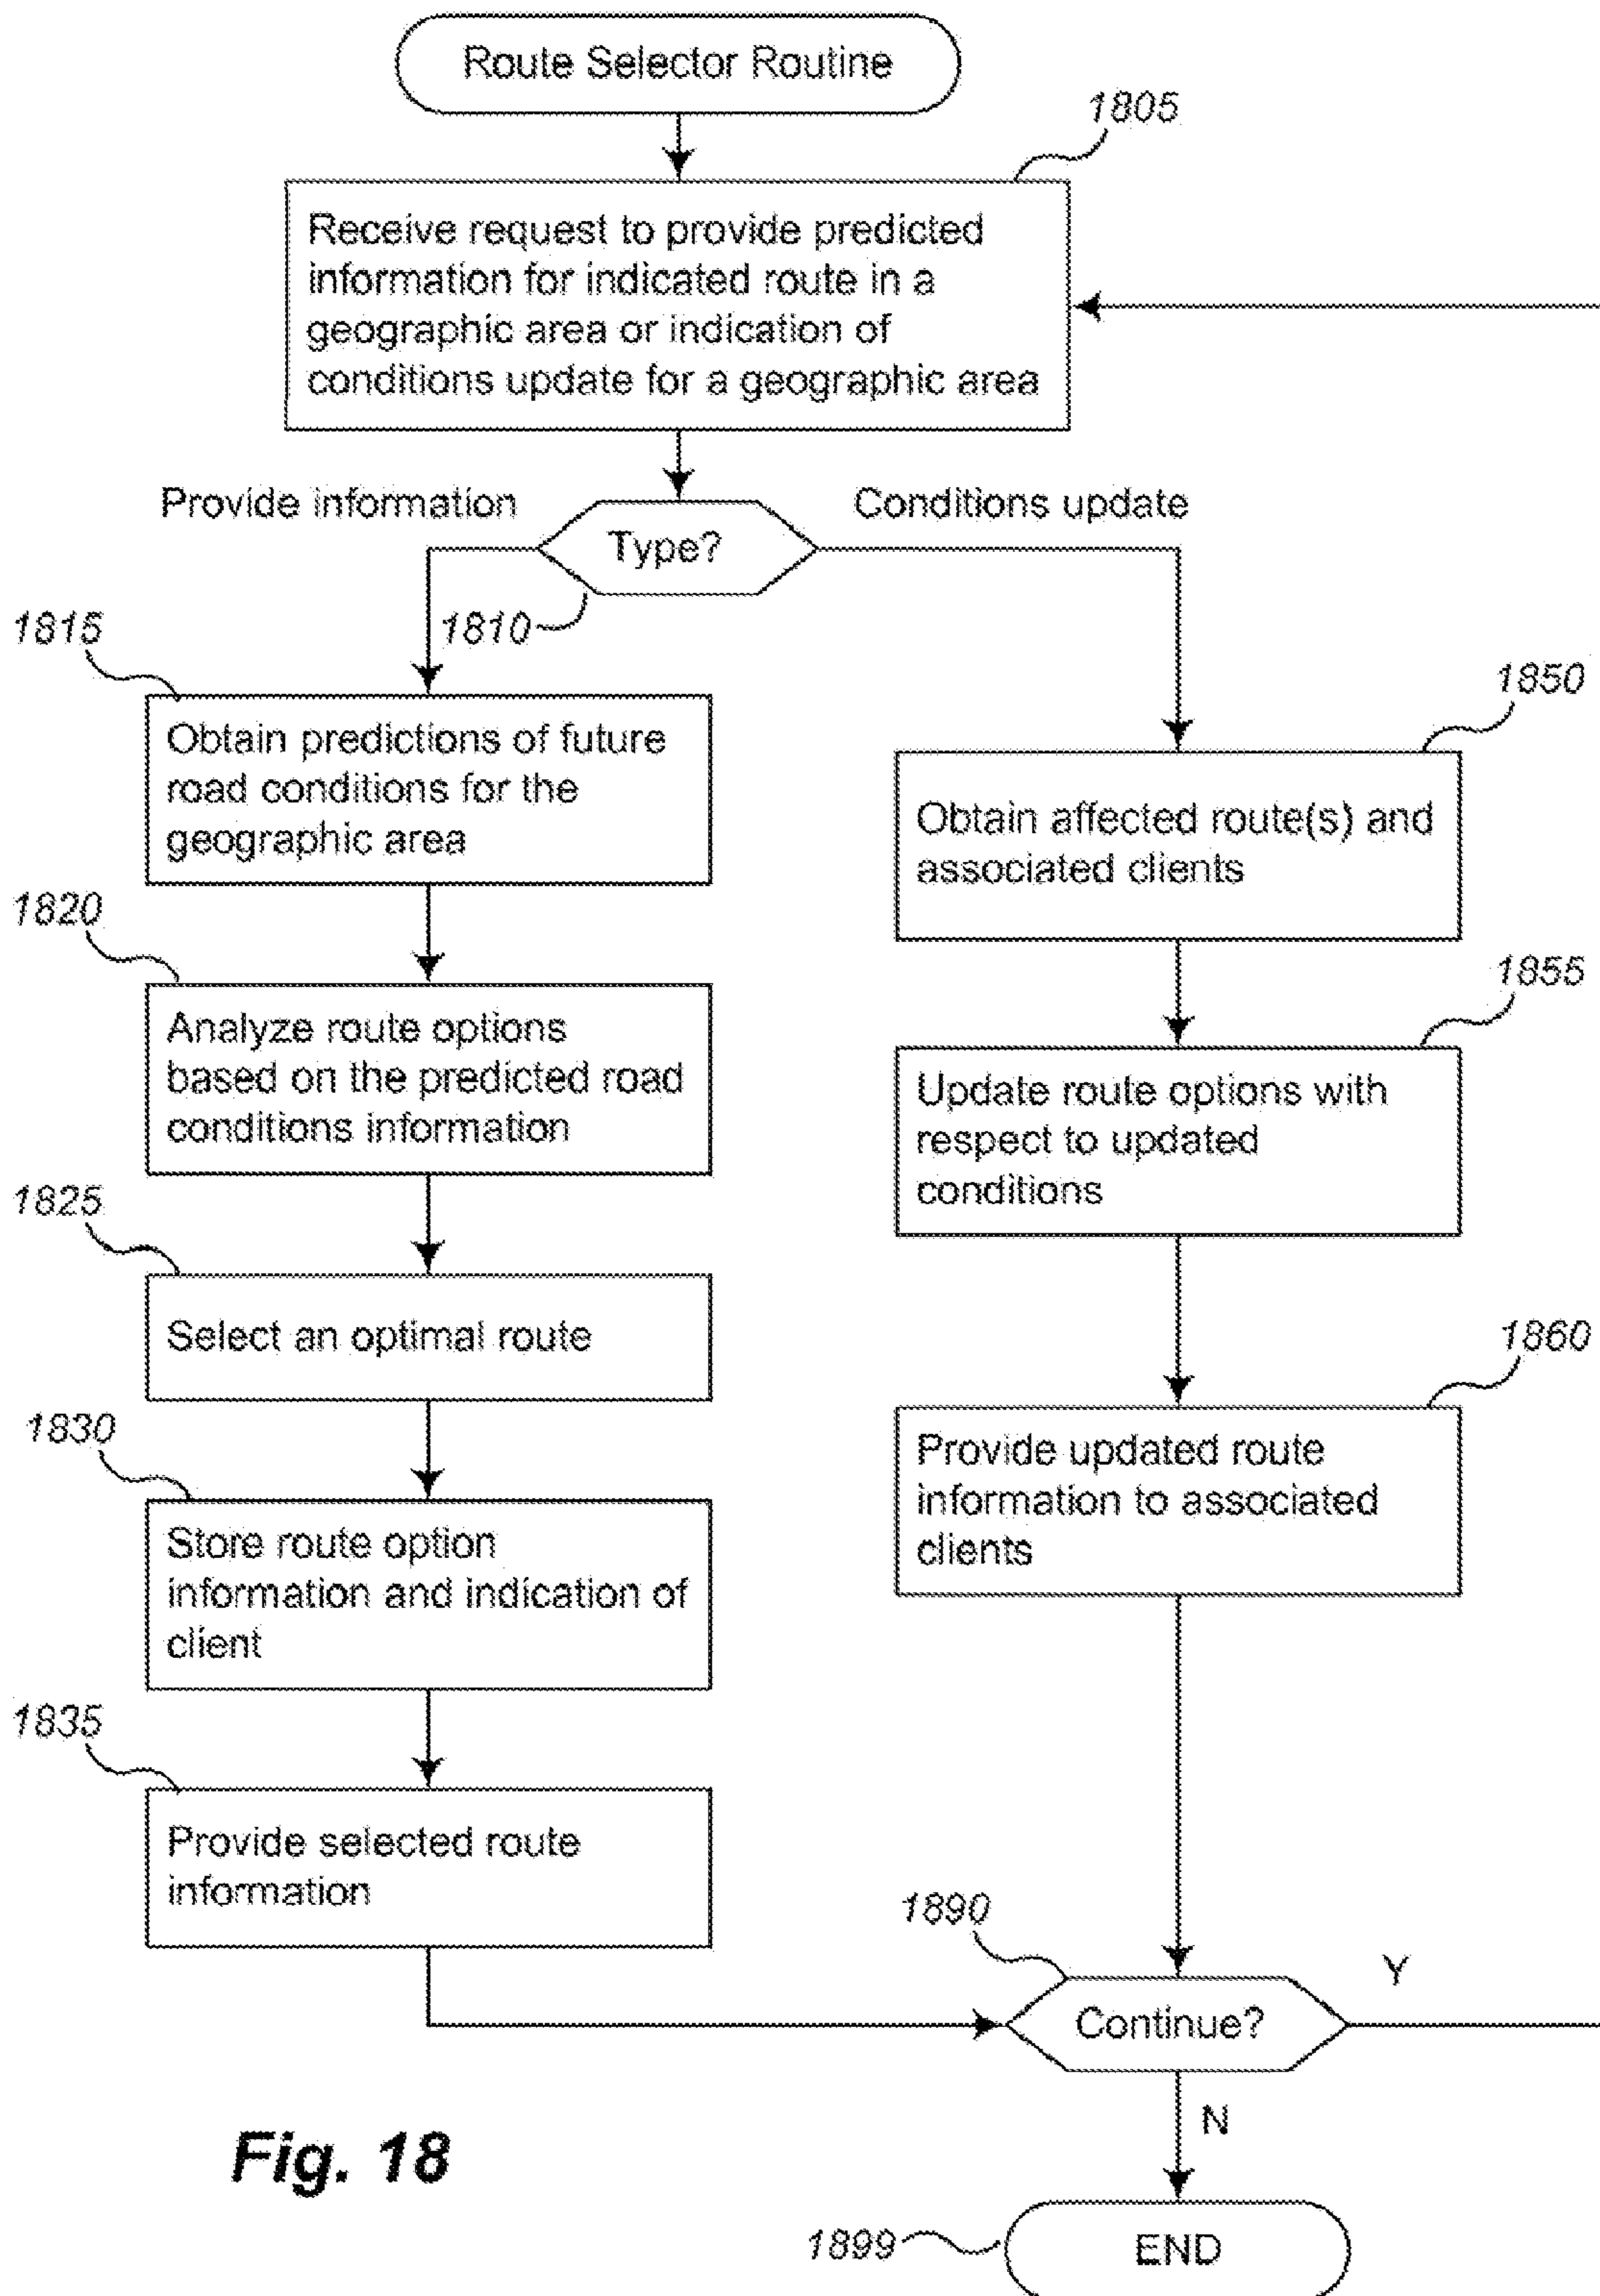 Route Selector Routine
1805
Receive request to provide predicted
information for indicated route in a
geographic area or indication of
conditions update for a geographic area
Provide information
Conditions update
Type?
1810
1815
Obtain predictions of future
road conditions for the
geographic area
1820
Analyze route options
based on the predicted road
conditions information
1825
Select an optimal route
1830
Store route option
information and indication of
client
1835
Provide selected route
information
1850
Obtain affected route(s) and
associated clients
1855
Update route options with
respect to updated
conditions
1860
Provide updated route
information to associated
clients
1890
Continue?
Y
N
1899
END
Fig. 18